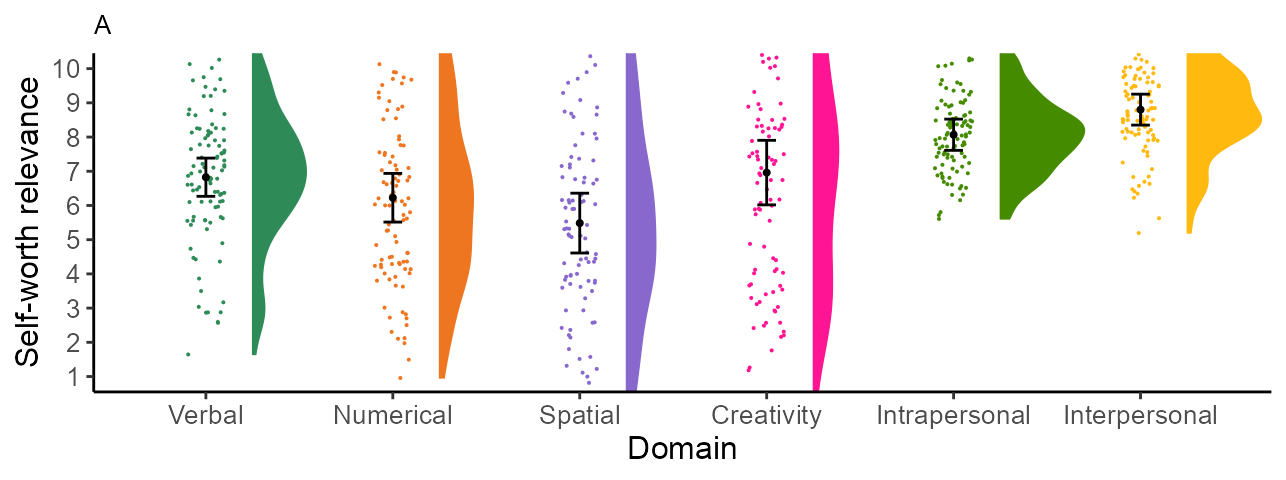 A
Self-worth relevance
10
9
8
7
6
5
4
3
2
1
Verbal Numerical Spatial Creativity Intrapersonal Interpersonal
Domain